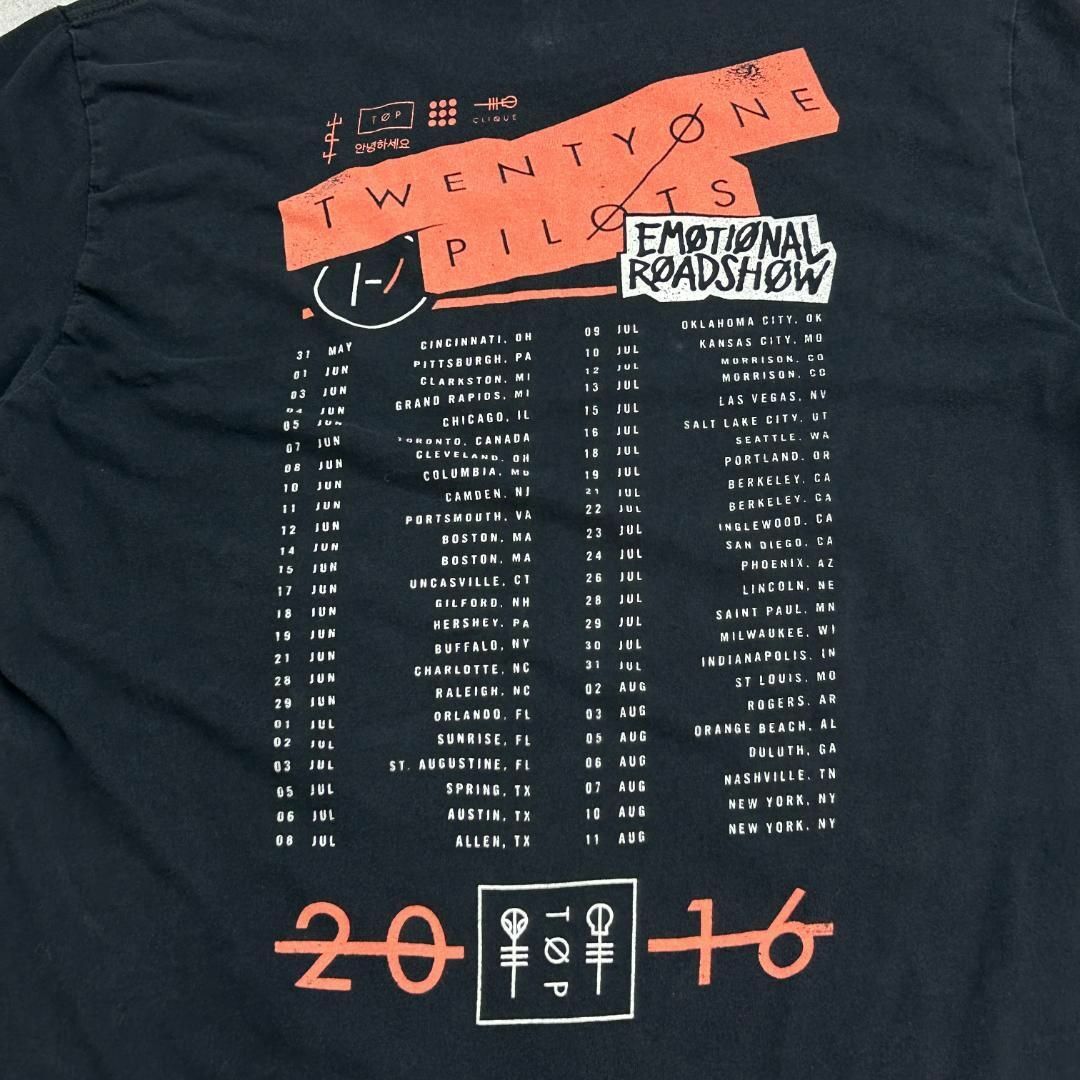 TØP
TØP
CLIQUE
안녕하세요
TWENTY ØNE
PILØTS
EMØTIØNAL
RØADSHØW
31 MAY CINCINNATI, OH
01 JUN PITTSBURGH, PA
03 JUN CLARKSTON, MI
04 JUN GRAND RAPIDS, MI
05 JUN CHICAGO, IL
07 JUN TORONTO, CANADA
08 JUN CLEVELAND, OH
10 JUN COLUMBIA, MD
11 JUN CAMDEN, NJ
12 JUN PORTSMOUTH, VA
14 JUN BOSTON, MA
15 JUN BOSTON, MA
17 JUN UNCASVILLE, CT
18 JUN GILFORD, NH
19 JUN HERSHEY, PA
21 JUN BUFFALO, NY
28 JUN CHARLOTTE, NC
29 JUN RALEIGH, NC
01 JUL ORLANDO, FL
02 JUL SUNRISE, FL
03 JUL ST. AUGUSTINE, FL
05 JUL SPRING, TX
06 JUL AUSTIN, TX
08 JUL ALLEN, TX
09 JUL OKLAHOMA CITY, OK
10 JUL KANSAS CITY, MO
12 JUL MORRISON, CO
13 JUL MORRISON, CO
15 JUL LAS VEGAS, NV
16 JUL SALT LAKE CITY, UT
18 JUL SEATTLE, WA
19 JUL PORTLAND, OR
21 JUL BERKELEY, CA
22 JUL BERKELEY, CA
23 JUL INGLEWOOD, CA
24 JUL SAN DIEGO, CA
26 JUL PHOENIX, AZ
28 JUL LINCOLN, NE
29 JUL SAINT PAUL, MN
30 JUL MILWAUKEE, WI
31 JUL INDIANAPOLIS, IN
02 AUG ST LOUIS, MO
03 AUG ROGERS, AR
05 AUG ORANGE BEACH, AL
06 AUG DULUTH, GA
07 AUG NASHVILLE, TN
10 AUG NEW YORK, NY
11 AUG NEW YORK, NY
20 TØP 16